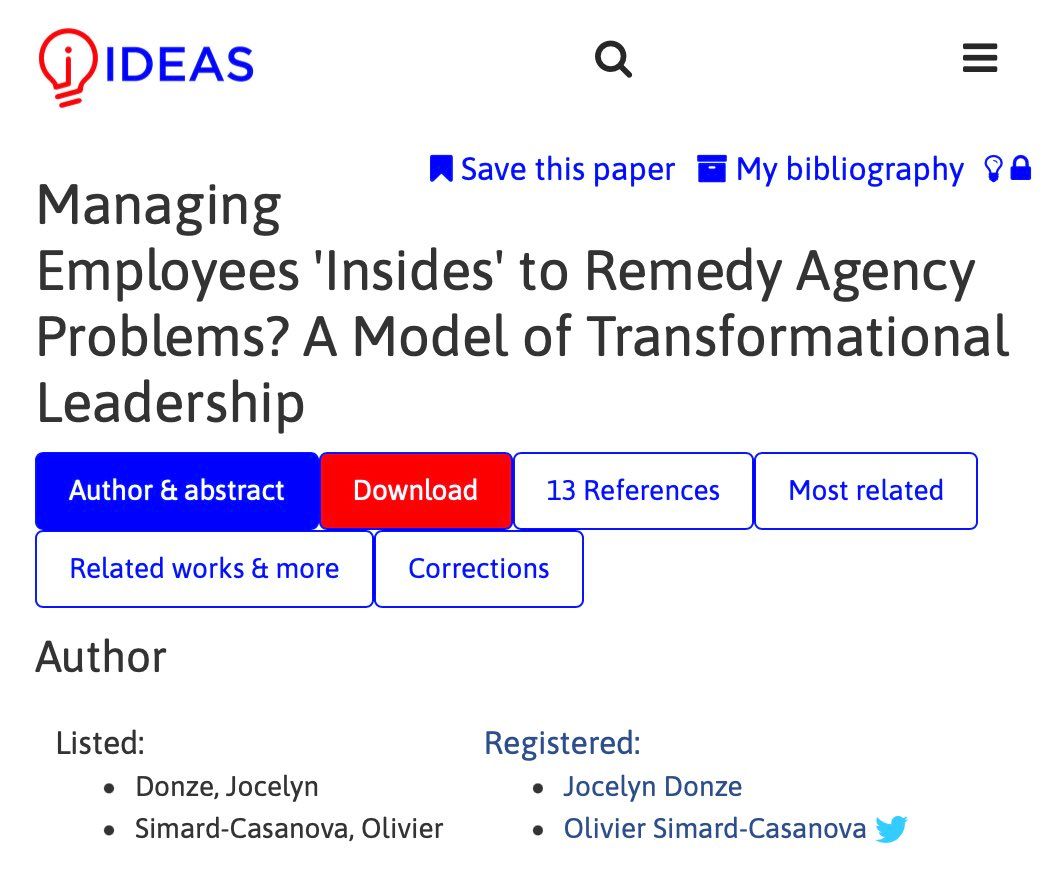 IDEAS
Save this paper My bibliography
Managing
Employees 'Insides' to Remedy Agency
Problems? A Model of Transformational
Leadership
Author & abstract Download 13 References Most related
Related works & more Corrections
Author
Listed: Registered:
• Donze, Jocelyn • Jocelyn Donze
• Simard-Casanova, Olivier • Olivier Simard-Casanova